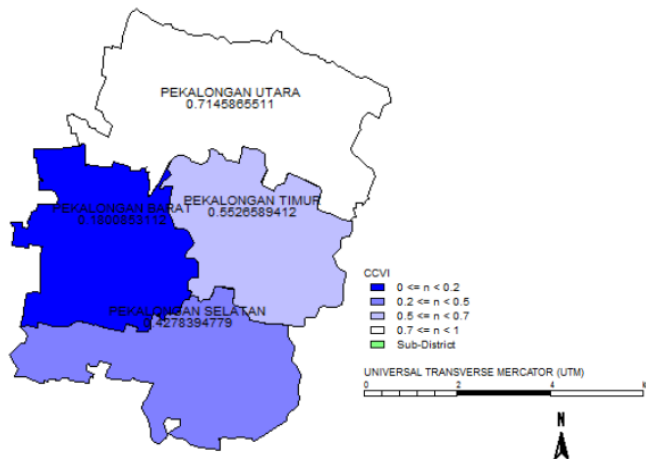 PEKALONGAN UTARA
0.7145865511
PEKALONGAN TIMUR
0.5526589412
PEKALONGAN BARAT
0.1800853112
PEKALONGAN SELATAN
0.4278394779
CCVI
0 <= n < 0.2
0.2 <= n < 0.5
0.5 <= n < 0.7
0.7 <= n < 1
Sub-District
UNIVERSAL TRANSVERSE MERCATOR (UTM)
0 2 4
N